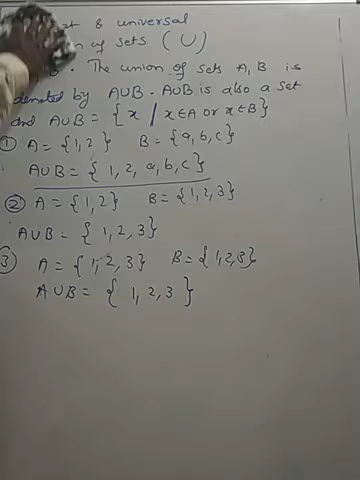 & universal
of sets (∪)
The union of sets A, B is
denoted by A∪B. A∪B is also a set
and A∪B = {x / x∈A or x∈B}
① A = {1,2} B = {a,b,c}
A∪B = {1, 2, a, b, c}
② A = {1,2} B = {1,2,3}
A∪B = {1,2,3}
③ A = {1,2,3} B = {1,2,3}
A∪B = {1,2,3}